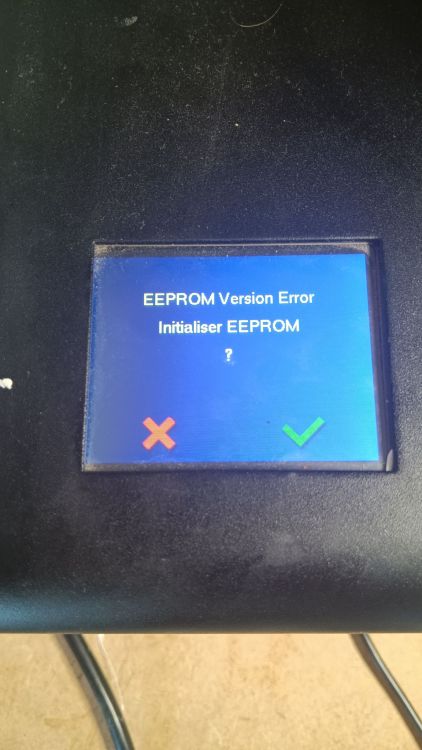 EEPROM Version Error
Initialiser EEPROM
?